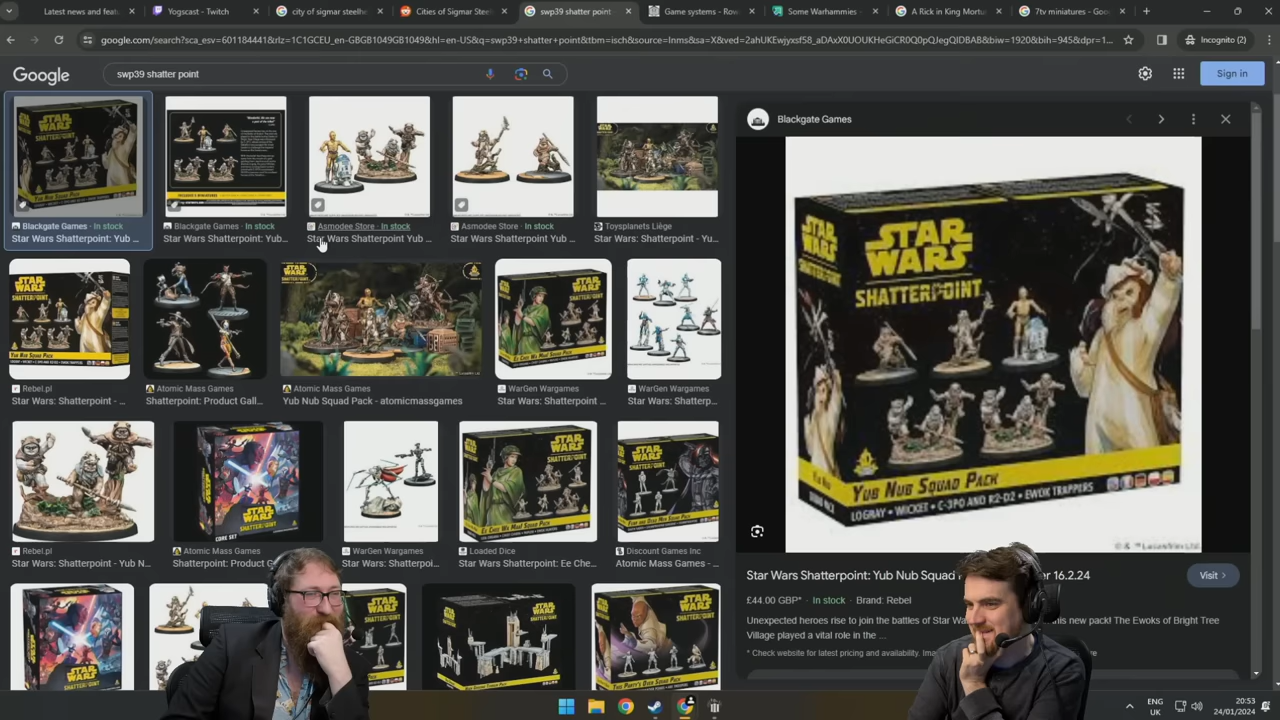 Latest news and featu
Yogscast - Twitch
city of sigmar steelhe
Cities of Sigmar Stee
swp39 shatter point
Game systems - Row
Some Warhammies -
A Rick in King Mortu
7tv miniatures - Goo
google.com/search?sca_esv=601184441&rlz=1C1GCEU_en-GBGB1049GB1049&hl=en-US&q=swp39+shatter+point&tbm=isch&source=lnms&sa=X&ved=2ahUKEwjyxsf58_aDAxX0UOUKHeGiCR0Q0pQJegQIDBAB&biw=1920&bih=945&dpr=1...
Incognito (2)
Google
swp39 shatter point
Sign in
Blackgate Games
Blackgate Games · In stock
Star Wars Shatterpoint: Yub ...
Blackgate Games · In stock
Star Wars Shatterpoint: Yub...
Asmodee Store · In stock
Star Wars Shatterpoint Yub ...
Asmodee Store · In stock
Star Wars Shatterpoint Yub ...
Toysplanets Liège
Star Wars: Shatterpoint - Yu...
Rebel.pl
Star Wars: Shatterpoint - ...
Atomic Mass Games
Shatterpoint: Product Gall...
Atomic Mass Games
Yub Nub Squad Pack - atomicmassgames
WarGen Wargames
Star Wars: Shatterpoint ...
WarGen Wargames
Star Wars: Shatterp...
Rebel.pl
Star Wars: Shatterpoint - Yub N...
Atomic Mass Games
Shatterpoint: Product G
WarGen Wargames
Star Wars: Shatterpoi...
Loaded Dice
Star Wars: Shatterpoint: Ee Che...
Discount Games Inc
Atomic Mass Games - ...
STAR WARS
SHATTERPOINT
YUB NUB SQUAD PACK
LOGRAY • WICKET • C-3PO AND R2-D2 • EWOK TRAPPERS
Star Wars Shatterpoint: Yub Nub Squad
er 16.2.24
£44.00 GBP* · In stock · Brand: Rebel
Unexpected heroes rise to join the battles of Star Wa
his new pack! The Ewoks of Bright Tree
Village played a vital role in the ...
* Check website for latest pricing and availability. Ima
Visit
ENG
UK
20:53
24/01/2024